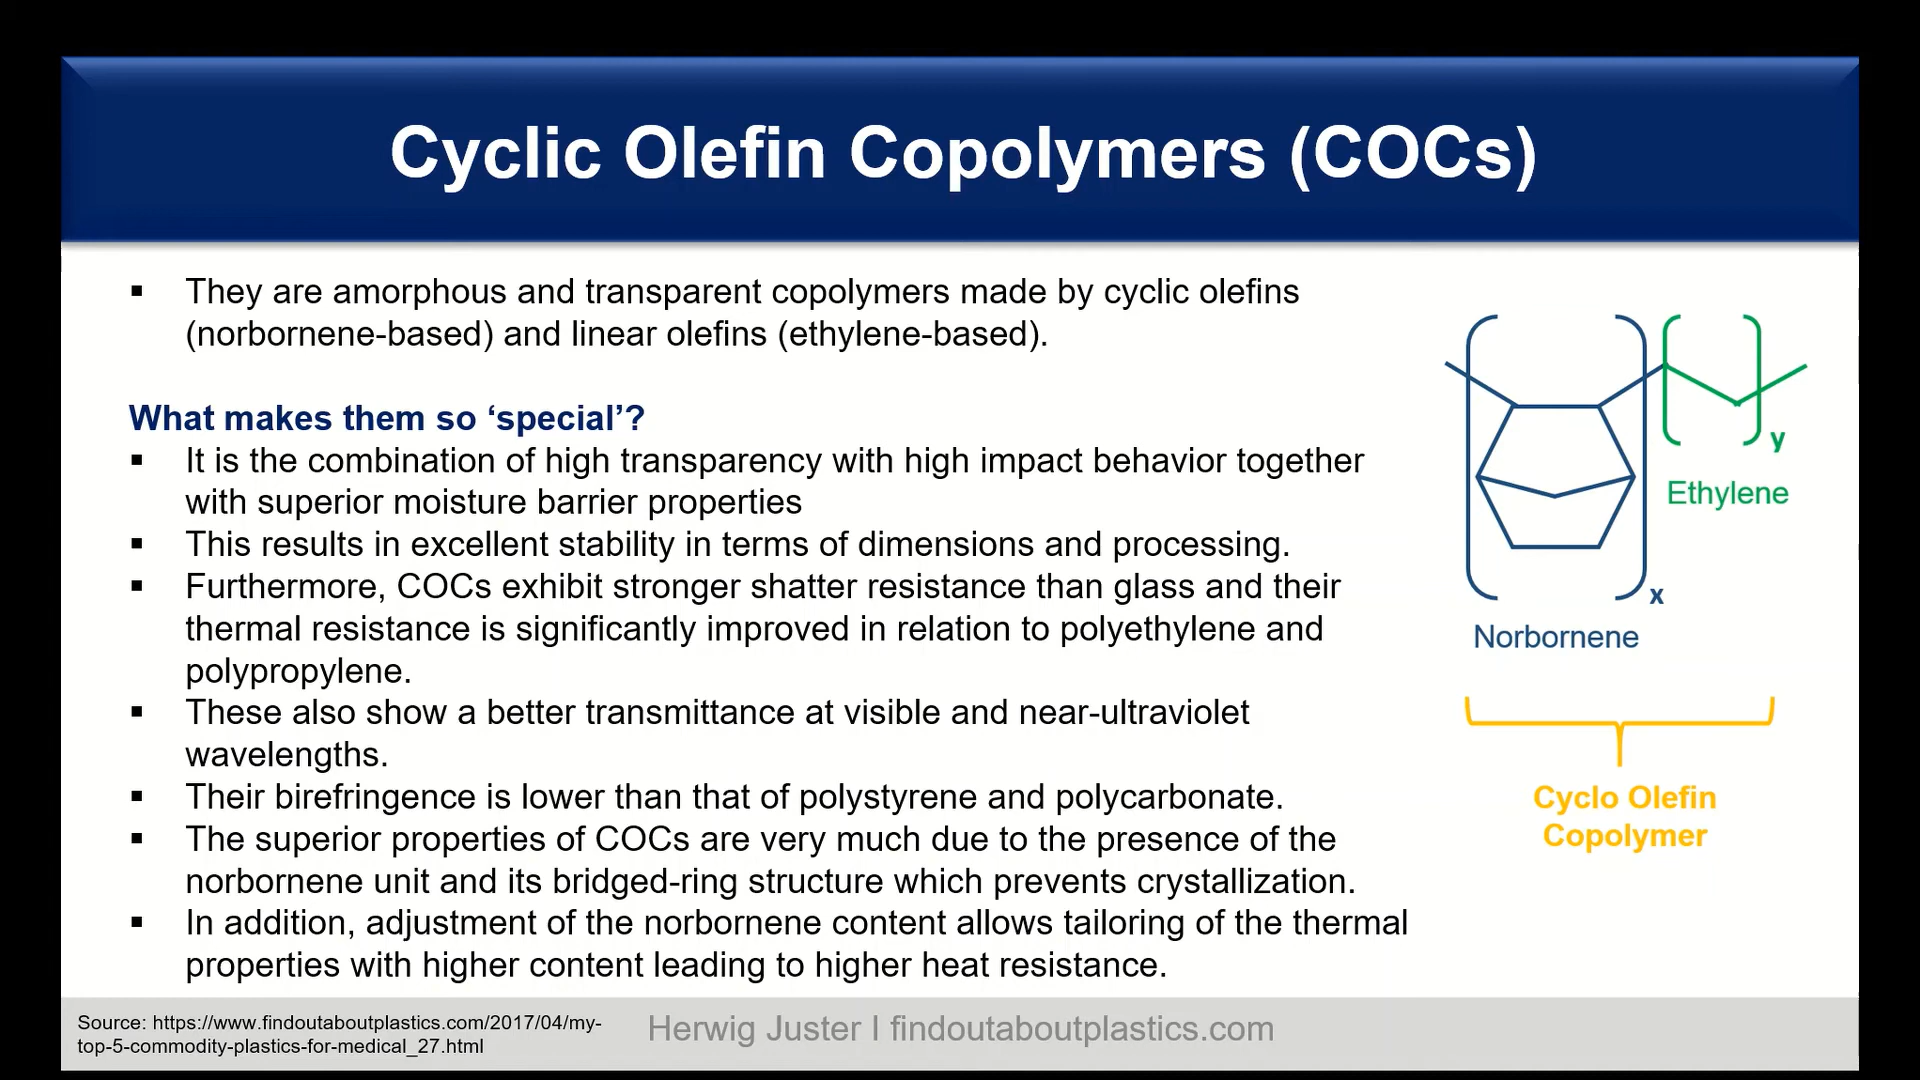 Cyclic Olefin Copolymers (COCs)
▪ They are amorphous and transparent copolymers made by cyclic olefins
(norbornene-based) and linear olefins (ethylene-based).
What makes them so ‘special’?
▪ It is the combination of high transparency with high impact behavior together
with superior moisture barrier properties
▪ This results in excellent stability in terms of dimensions and processing.
▪ Furthermore, COCs exhibit stronger shatter resistance than glass and their
thermal resistance is significantly improved in relation to polyethylene and
polypropylene.
▪ These also show a better transmittance at visible and near-ultraviolet
wavelengths.
▪ Their birefringence is lower than that of polystyrene and polycarbonate.
▪ The superior properties of COCs are very much due to the presence of the
norbornene unit and its bridged-ring structure which prevents crystallization.
▪ In addition, adjustment of the norbornene content allows tailoring of the thermal
properties with higher content leading to higher heat resistance.
y
Ethylene
x
Norbornene
Cyclo Olefin
Copolymer
Source: https://www.findoutaboutplastics.com/2017/04/my-
top-5-commodity-plastics-for-medical_27.html
Herwig Juster I findoutaboutplastics.com